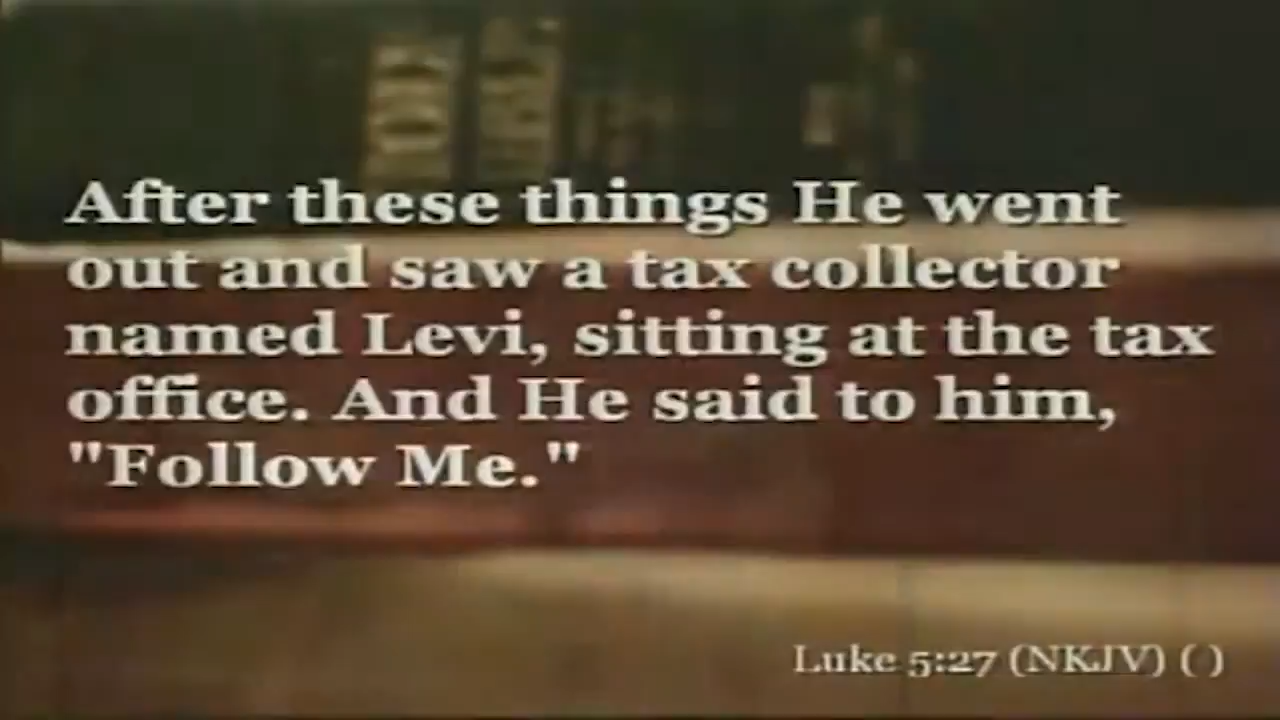 After these things He went
out and saw a tax collector
named Levi, sitting at the tax
office. And He said to him,
"Follow Me."
Luke 5:27 (NKJV) ( )